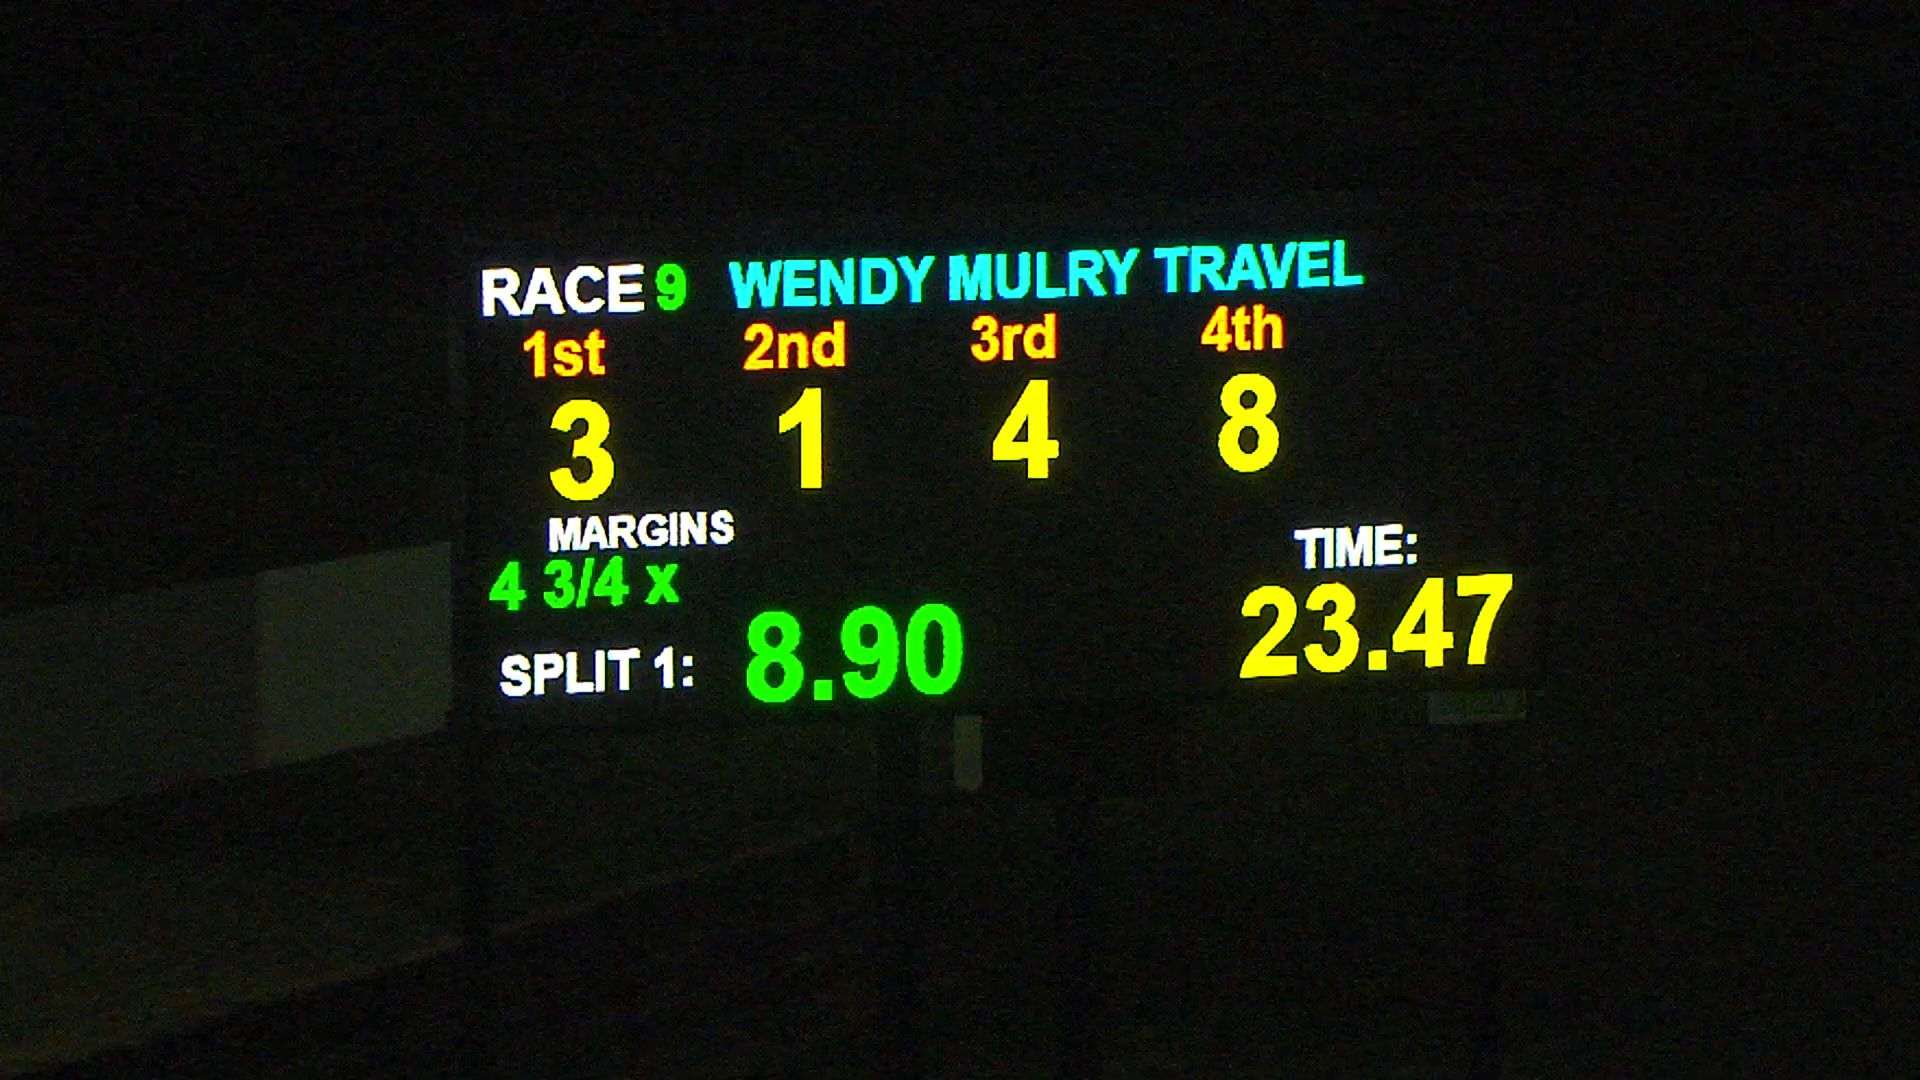 RACE 9 WENDY MULRY TRAVEL
1st 2nd 3rd 4th
3 1 4 8
MARGINS
4 3/4 x
TIME:
23.47
SPLIT 1: 8.90